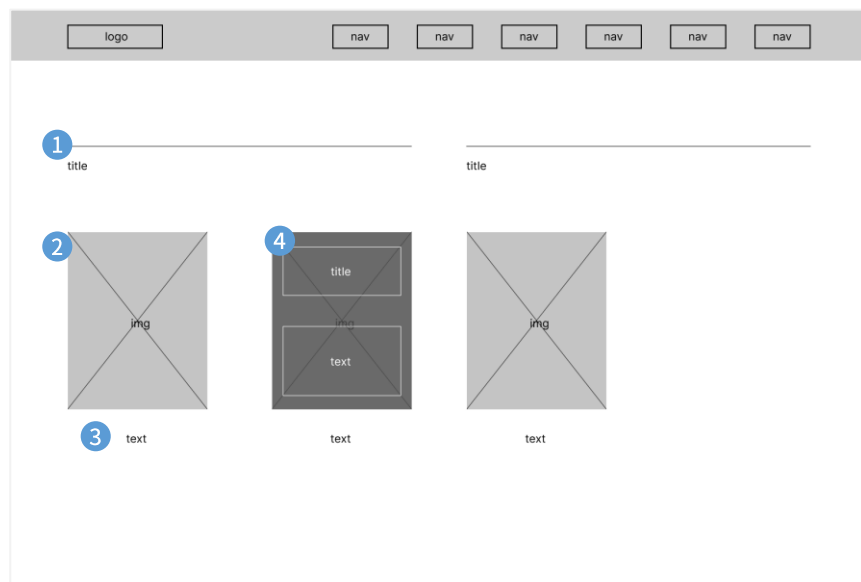 logo
nav
nav
nav
nav
nav
nav
1
title
title
2
4
title
img
img
img
text
3
text
text
text